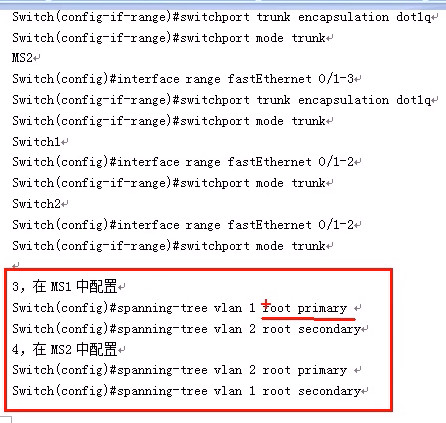 Switch(config-if-range)#switchport trunk encapsulation dot1q
Switch(config-if-range)#switchport mode trunk
MS2
Switch(config)#interface range fastEthernet 0/1-3
Switch(config-if-range)#switchport trunk encapsulation dot1q
Switch(config-if-range)#switchport mode trunk
Switch1
Switch(config)#interface range fastEthernet 0/1-2
Switch(config-if-range)#switchport mode trunk
Switch2
Switch(config)#interface range fastEthernet 0/1-2
Switch(config-if-range)#switchport mode trunk
3，在 MS1 中配置
Switch(config)#spanning-tree vlan 1 root primary
Switch(config)#spanning-tree vlan 2 root secondary
4，在 MS2 中配置
Switch(config)#spanning-tree vlan 2 root primary
Switch(config)#spanning-tree vlan 1 root secondary